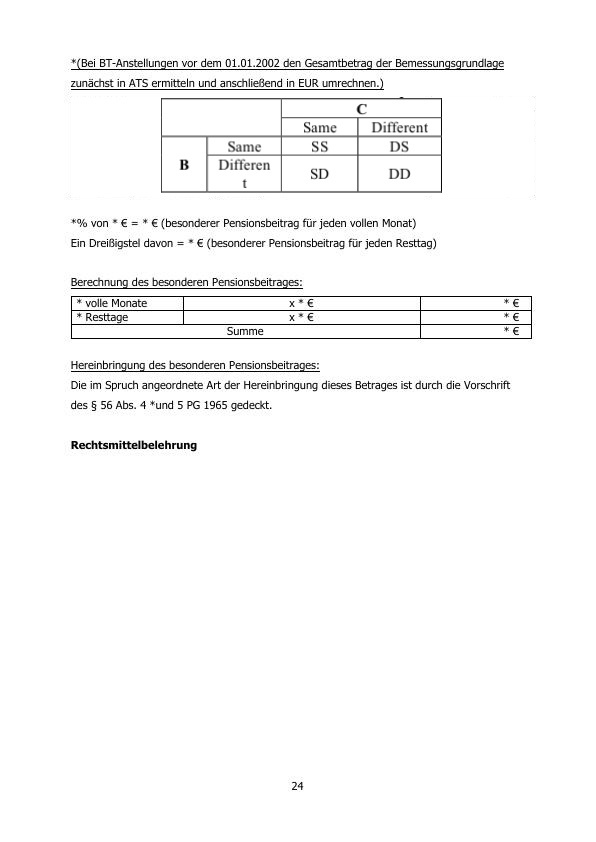 *(Bei BT-Anstellungen vor dem 01.01.2002 den Gesamtbetrag der Bemessungsgrundlage
zunächst in ATS ermitteln und anschließend in EUR umrechnen.)
C
Same Different
B Same SS DS
Differen
t SD DD
*% von * € = * € (besonderer Pensionsbeitrag für jeden vollen Monat)
Ein Dreißigstel davon = * € (besonderer Pensionsbeitrag für jeden Resttag)
Berechnung des besonderen Pensionsbeitrages:
* volle Monate x * € * €
* Resttage x * € * €
Summe * €
Hereinbringung des besonderen Pensionsbeitrages:
Die im Spruch angeordnete Art der Hereinbringung dieses Betrages ist durch die Vorschrift
des § 56 Abs. 4 *und 5 PG 1965 gedeckt.
Rechtsmittelbelehrung
24